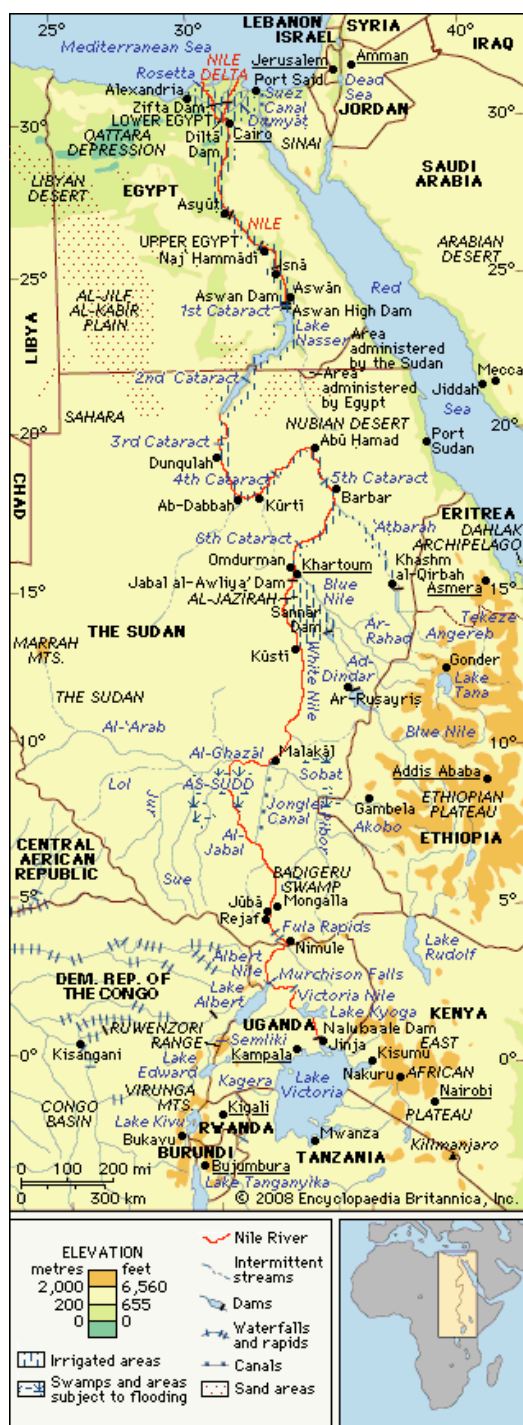 30°
LEBANON
SYRIA
40°
Mediterranean Sea
ISRAEL
IRAQ
NILE
DELTA
Rosetta
Jerusalem
Amman
Alexandria
Port Said
Dead
Sea
Zifta Dam
Suez
Canal
JORDAN
LOWER EGYPT
Dumyāṭ
30°
30°
QATTARA
DEPRESSION
Diltā
Dam
Cairo
SINAI
SAUDI
ARABIA
LIBYAN
DESERT
EGYPT
Asyūṭ
NILE
UPPER EGYPT
Naj' Ḥammādī
ARABIAN
DESERT
Isnā
25°
25°
Aswān
AL-JILF
AL-KABĪR
PLAIN
Aswan Dam
Aswan High Dam
Red
1st Cataract
Lake
Nasser
Area
administered
by the Sudan
LIBYA
2nd Cataract
Area
administered
by Egypt
Mecca
Jiddah
SAHARA
Sea
NUBIAN DESERT
20°
20°
3rd Cataract
Abū Ḥamad
Port
Sudan
Dunqulah
4th Cataract
5th Cataract
CHAD
Ab-Dabbah
Kūrtī
Barbar
ERITREA
'Atbarah
DAHLAK
ARCHIPELAGO
6th Cataract
Omdurman
Khartoum
Khashm
al-Qirbah
Jabal al-Awliya' Dam
Blue
Nile
Asmera
15°
15°
AL-JAZIRAH
Sannār
Dam
Tekeze
THE SUDAN
Ar-
Rahad
Angereb
MARRAH
MTS.
Kūstī
White Nile
Gonder
Ad-
Dindar
Lake
Tana
THE SUDAN
Ar-Ruṣayriṣ
Al-'Arab
Blue Nile
10°
10°
Al-Ghazāl
Malakāl
Sobat
Addis Ababa
Lol
AS-SUDD
Jur
Jonglei
Canal
Pibor
Gambela
ETHIOPIAN
PLATEAU
Akobo
Al-
Jabal
ETHIOPIA
CENTRAL
AFRICAN
REPUBLIC
Sue
BADIGERU
SWAMP
5°
5°
Jūbā
Mongalla
Rejaf
Fula Rapids
Nimule
Lake
Rudolf
Albert
Nile
DEM. REP. OF
THE CONGO
Murchison Falls
Lake
Albert
Victoria Nile
Lake Kyoga
KENYA
RUWENZORI
RANGE
UGANDA
Nalubaale Dam
Jinja
Kisangani
0°
0°
Semliki
Kampala
Kisumu
EAST
AFRICAN
PLATEAU
Lake
Edward
Kagera
Lake
Victoria
Nakuru
VIRUNGA
MTS.
Nairobi
CONGO
BASIN
Kigali
Lake Kivu
RWANDA
Bukavu
Mwanza
BURUNDI
TANZANIA
Kilimanjaro
0 100 200 mi
Bujumbura
0 300 km
Lake Tanganyika
© 2008 Encyclopaedia Britannica, Inc.
ELEVATION
metres feet
2,000 6,560
200 655
0 0
Irrigated areas
Swamps and areas
subject to flooding
Nile River
Intermittent
streams
Dams
Waterfalls
and rapids
Canals
Sand areas